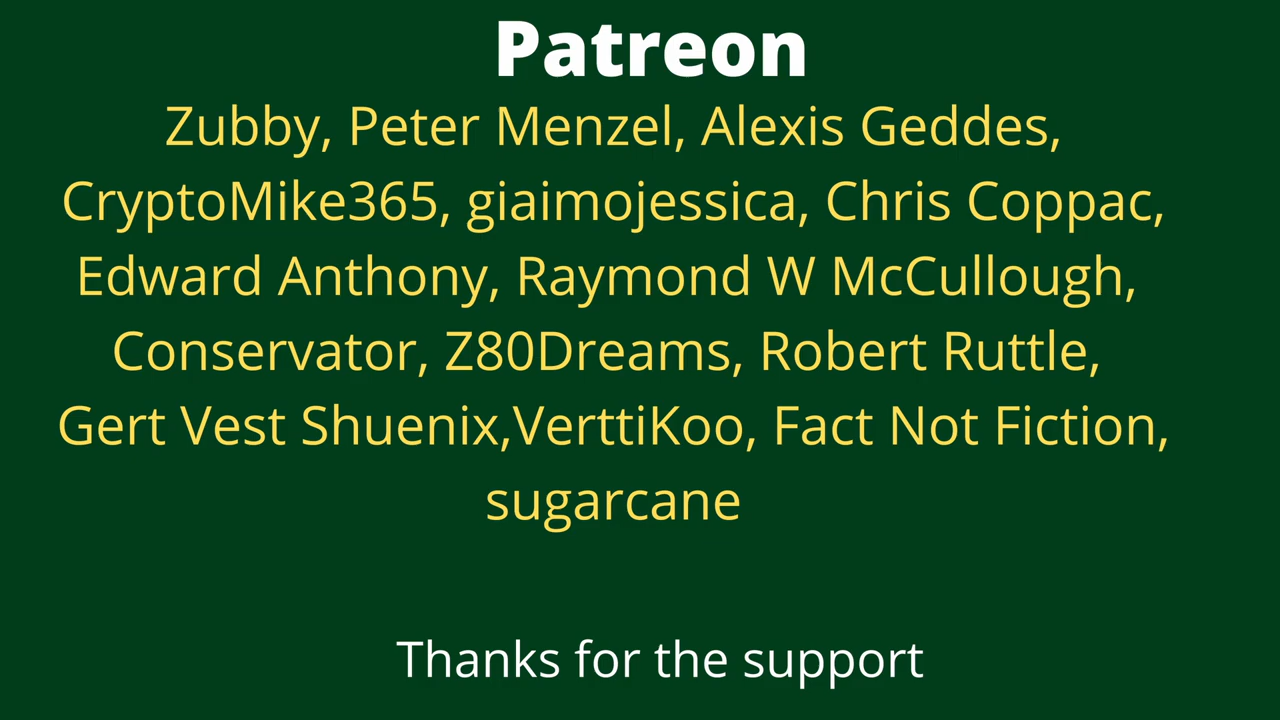 Patreon
Zubby, Peter Menzel, Alexis Geddes,
CryptoMike365, giaimojessica, Chris Coppac,
Edward Anthony, Raymond W McCullough,
Conservator, Z80Dreams, Robert Ruttle,
Gert Vest Shuenix,VerttiKoo, Fact Not Fiction,
sugarcane
Thanks for the support